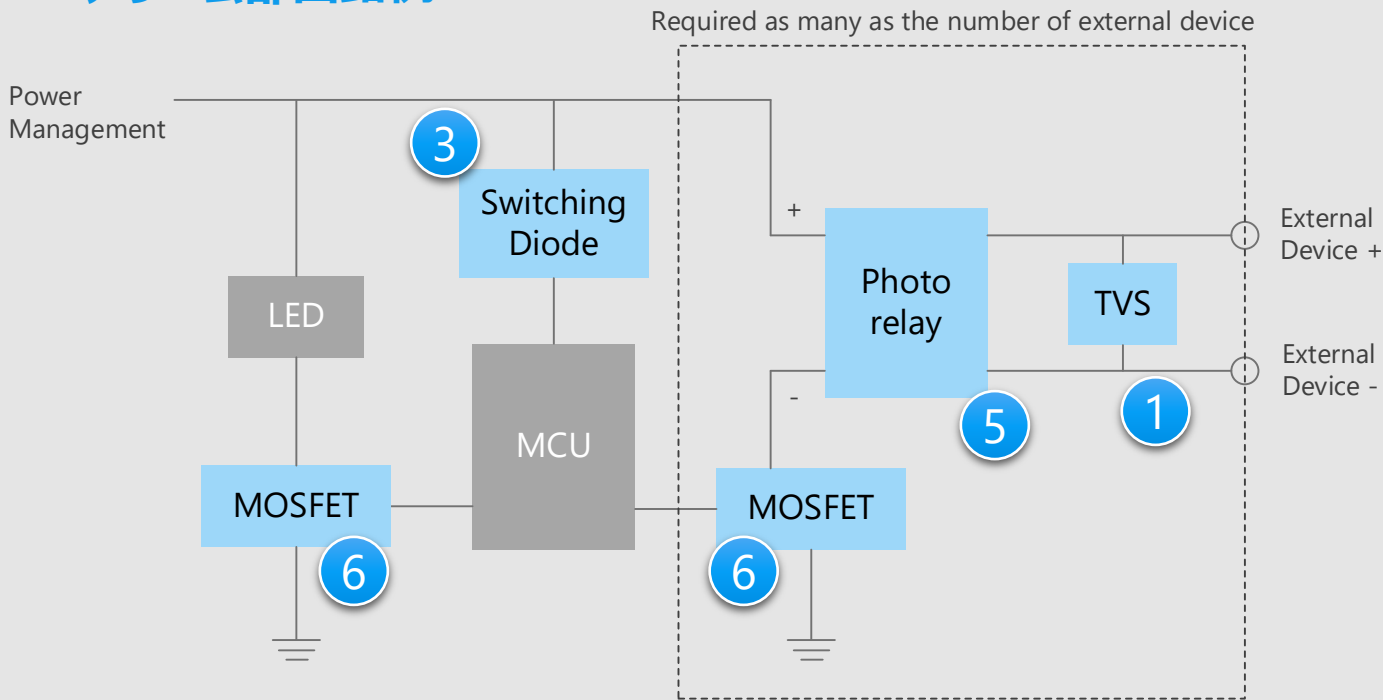 Required as many as the number of external device
Power
Management
3
Switching
Diode
+
External
Device +
Photo
relay
TVS
LED
External
Device -
-
1
5
MCU
MOSFET
MOSFET
6
6